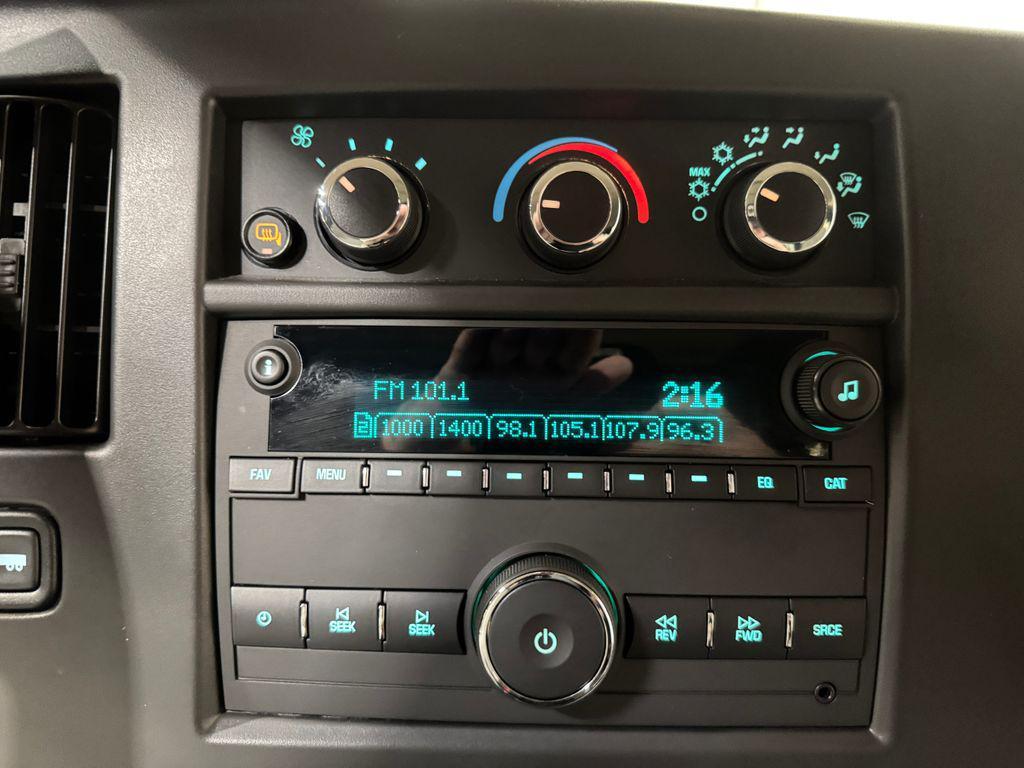 MAX
i
FM 101.1 2:16
2 1000 1400 98.1 105.1 107.9 96.3
FAV MENU EQ CAT
SEEK SEEK REV FWD SRCE